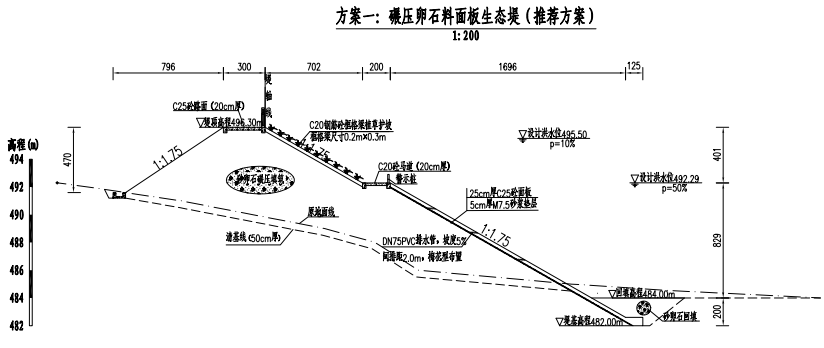 方案一：碾压卵石料面板生态堤（推荐方案）
1:200
796
300
702
200
1696
125
堤轴线
C25砼路面（20cm厚）
堤顶高程496.30m
C20钢筋砼框格梁植草护坡
框格梁尺寸0.2m×0.3m
1:1.75
1:1.75
高程(m)
494
492
490
488
486
484
482
470
砂卵石碾压填筑
C20砼马道（20cm厚）
警示桩
设计洪水位495.50
p=10%
设计洪水位492.29
p=50%
401
829
200
25cm厚C25砼面板
5cm厚M7.5砂浆垫层
1:1.75
原地面线
清基线（50cm厚）
DN75PVC排水管，坡度5%
间排距2.0m，梅花型布置
回填高程484.00m
砂卵石回填
堤基高程482.00m